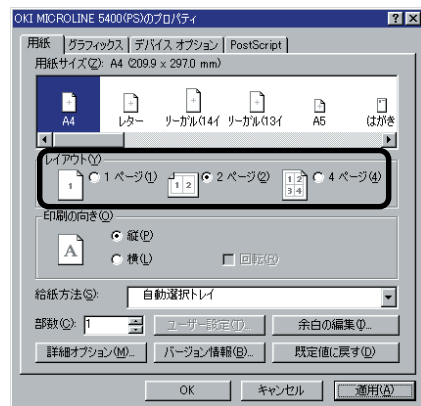 OKI MICROLINE 5400(PS)のプロパティ
用紙 グラフィックス デバイス オプション PostScript
用紙サイズ(Z): A4 (209.9 x 297.0 mm)
A4 レター リーガル(14イ リーガル(13イ A5 はがき
レイアウト(Y)
1 1 ページ(1) 1 2 2 ページ(2) 1 2 3 4 4 ページ(4)
印刷の向き(O)
A 縦(P)
横(L) 回転(R)
給紙方法(S): 自動選択トレイ
部数(C): 1 ユーザー設定(T)... 余白の編集(I)...
詳細オプション(M)... バージョン情報(B)... 既定値に戻す(D)
OK キャンセル 適用(A)